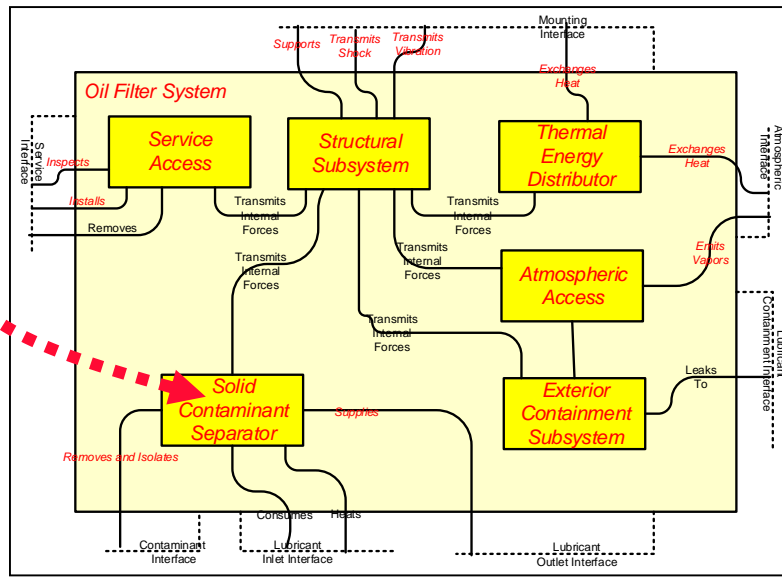 Mounting
Interface
Supports
Transmits
Shock
Transmits
Vibration
Exchanges
Heat
Oil Filter System
Service
Interface
Inspects
Installs
Removes
Service
Access
Structural
Subsystem
Thermal
Energy
Distributor
Exchanges
Heat
Atmospheric
Interface
Transmits
Internal
Forces
Transmits
Internal
Forces
Transmits
Internal
Forces
Transmits
Internal
Forces
Atmospheric
Access
Emits
Vapors
Transmits
Internal
Forces
Lubricant
Containment Interface
Leaks
To
Solid
Contaminant
Separator
Supplies
Exterior
Containment
Subsystem
Removes and Isolates
Consumes
Heats
Contaminant
Interface
Lubricant
Inlet Interface
Lubricant
Outlet Interface